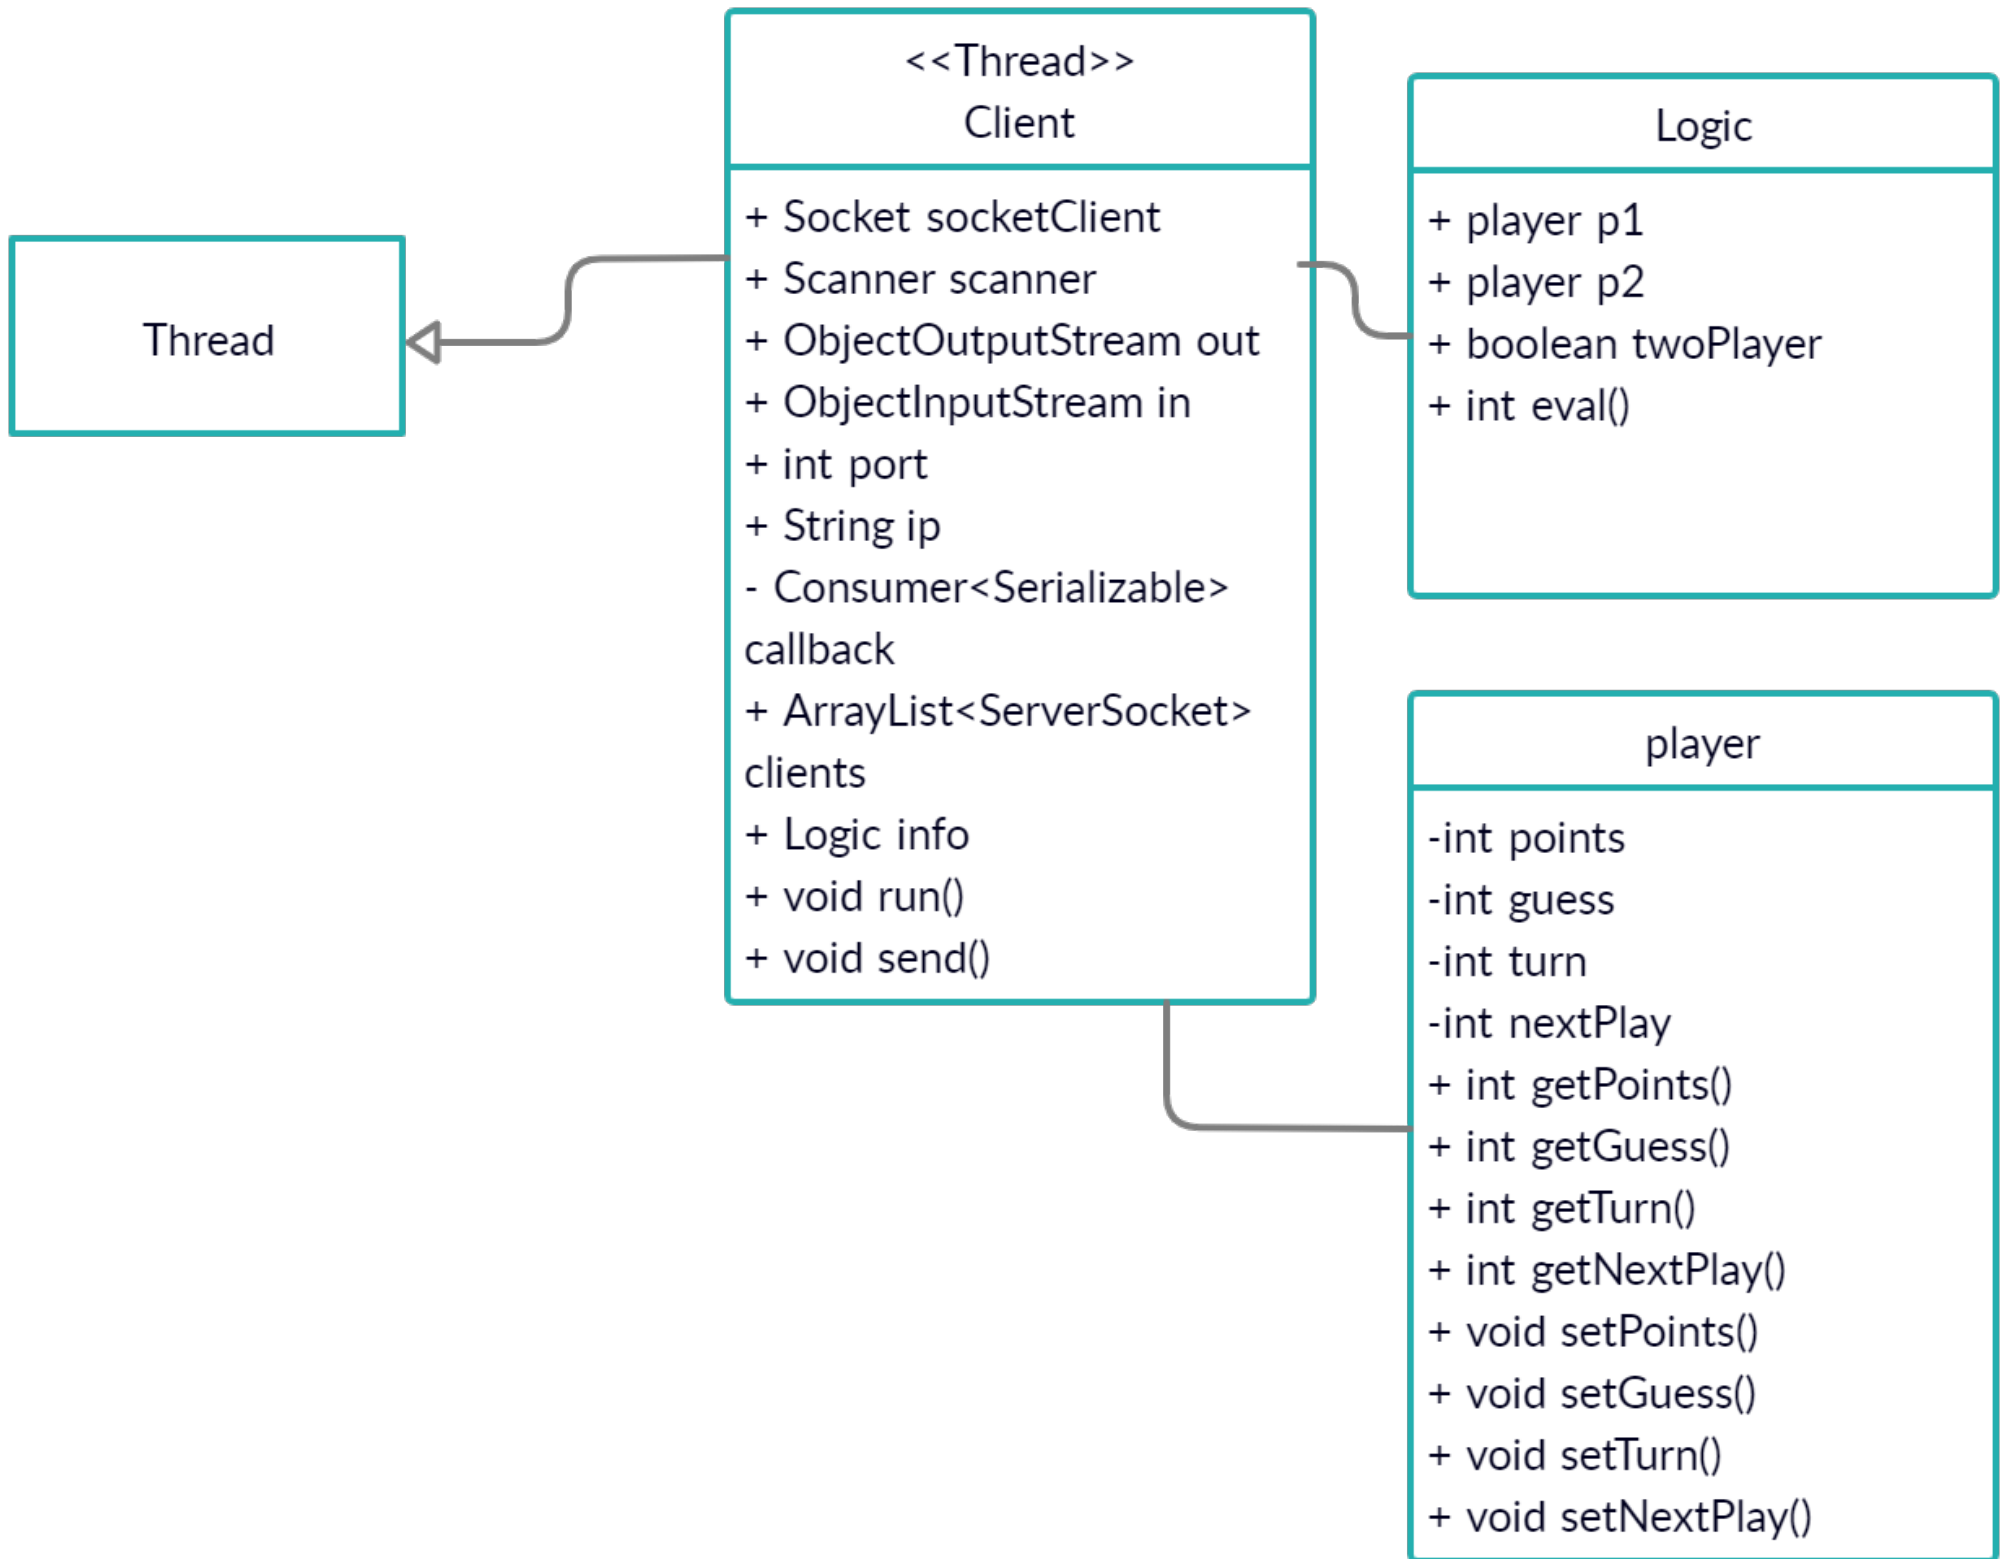 Thread
<<Thread>>
Client
+ Socket socketClient
+ Scanner scanner
+ ObjectOutputStream out
+ ObjectInputStream in
+ int port
+ String ip
- Consumer<Serializable>
callback
+ ArrayList<ServerSocket>
clients
+ Logic info
+ void run()
+ void send()
Logic
+ player p1
+ player p2
+ boolean twoPlayer
+ int eval()
player
-int points
-int guess
-int turn
-int nextPlay
+ int getPoints()
+ int getGuess()
+ int getTurn()
+ int getNextPlay()
+ void setPoints()
+ void setGuess()
+ void setTurn()
+ void setNextPlay()